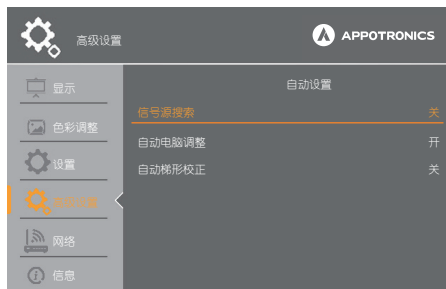 高级设置
APPOTRONICS
显示
色彩调整
设置
网络
信息
自动设置
信号源搜索 关
自动电脑调整 开
自动梯形校正 关